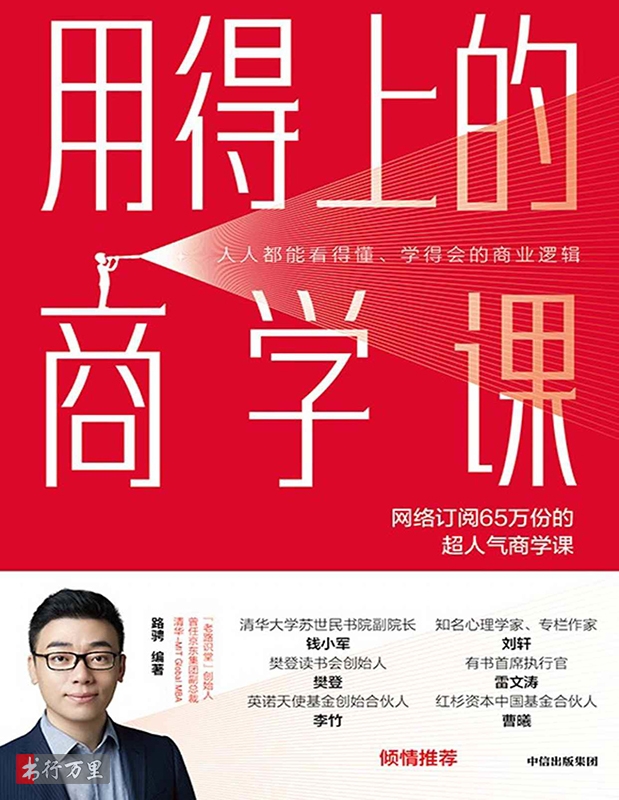 用得上的
人人都能看得懂、学得会的商业逻辑
商学课
网络订阅65万份的
超人气商学课
路骋 编著
曾任京东集团副总裁
清华-MIT Global MBA
清华大学苏世民书院副院长
钱小军
樊登读书会创始人
樊登
英诺天使基金创始合伙人
李竹
知名心理学家、专栏作家
刘轩
有书首席执行官
雷文涛
红杉资本中国基金合伙人
曹曦
倾情推荐
中信出版集团
书行万里